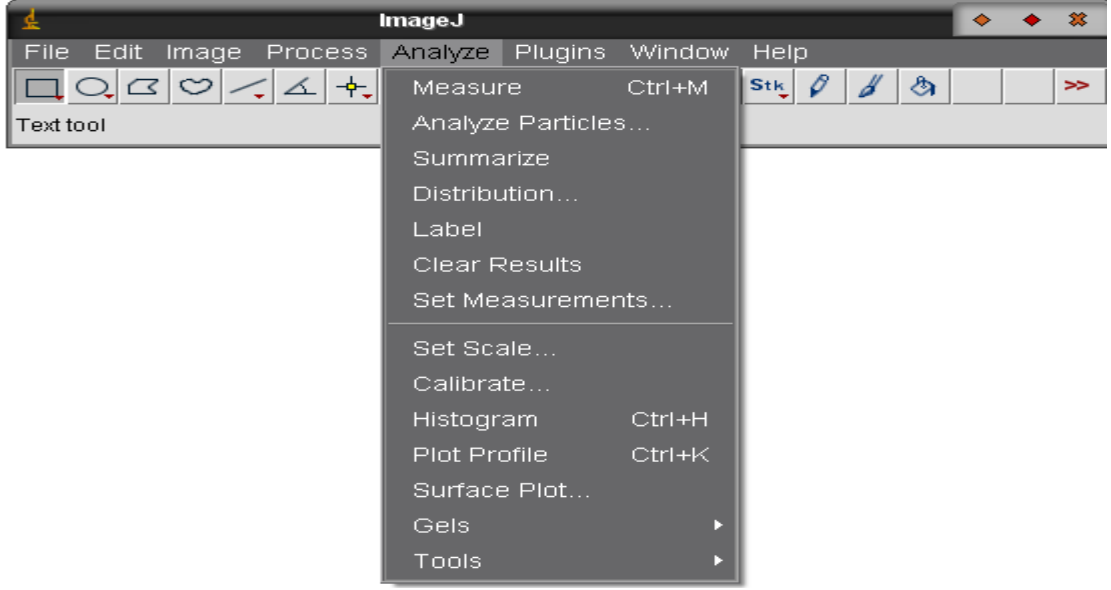 ImageJ
File Edit Image Process Analyze Plugins Window Help
Stk >>
Text tool
Measure Ctrl+M
Analyze Particles...
Summarize
Distribution...
Label
Clear Results
Set Measurements...
Set Scale...
Calibrate...
Histogram Ctrl+H
Plot Profile Ctrl+K
Surface Plot...
Gels
Tools